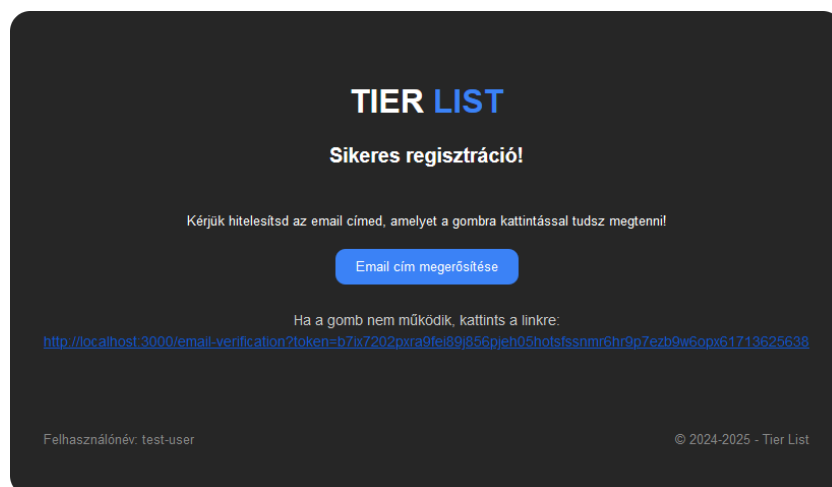 TIER LIST
Sikeres regisztráció!
Kérjük hitelesítsd az email címed, amelyet a gombra kattintással tudsz megtenni!
Email cím megerősítése
Ha a gomb nem működik, kattints a linkre:
http://localhost:3000/email-verification?token=b7ix7202pxra9fei89j856pjeh05hotsfssnmr6hr9p7ezb9w6opx61713625638
Felhasználónév: test-user
© 2024-2025 - Tier List